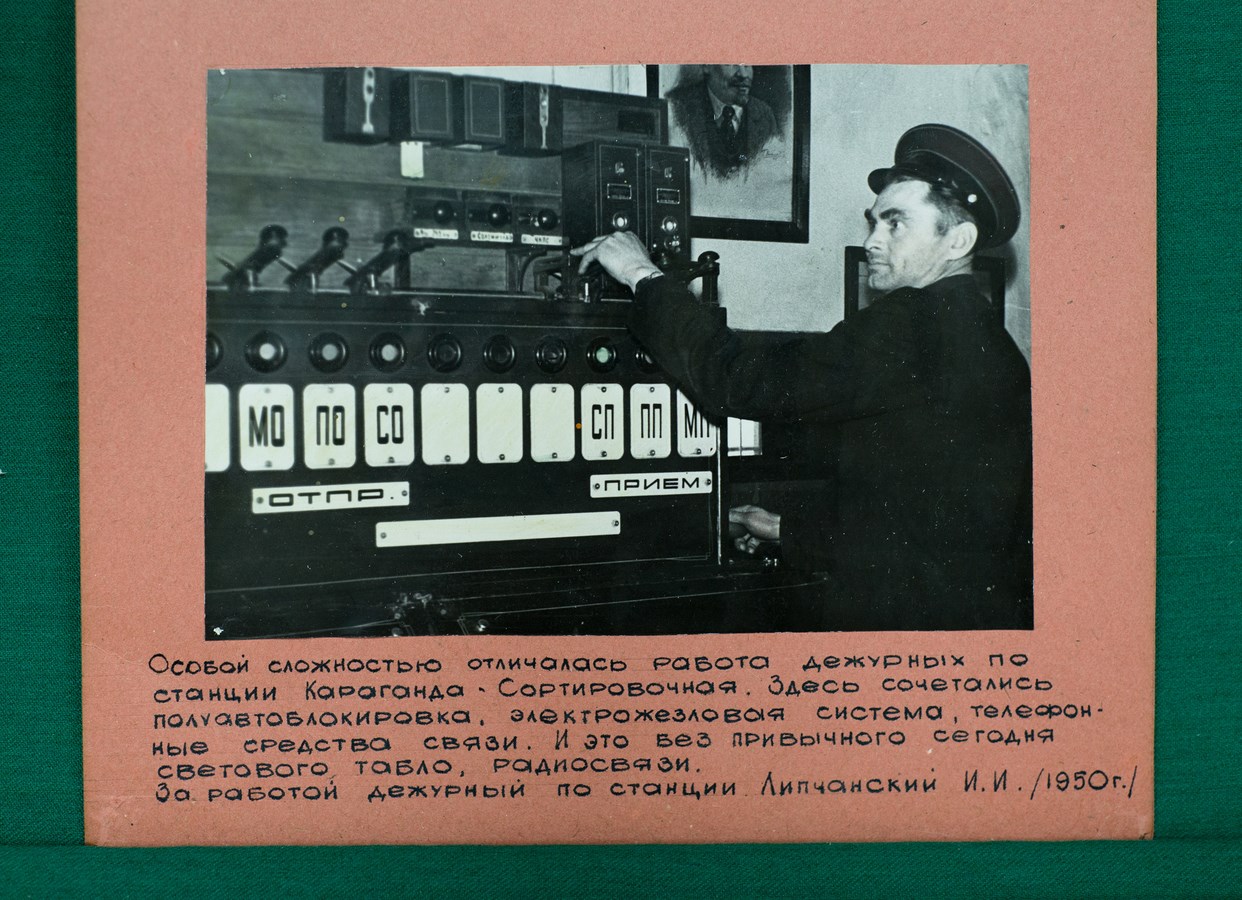 МО ПО СО СП ПП МП
ОТПР. ПРИЕМ
Особой сложностью отличалась работа дежурных по
станции Караганда - Сортировочная. Здесь сочетались
полуавтоблокировка, электрожезловая система, телефон-
ные средства связи. И это без привычного сегодня
светового табло, радиосвязи.
За работой дежурный по станции Липчанский И.И. /1950г./